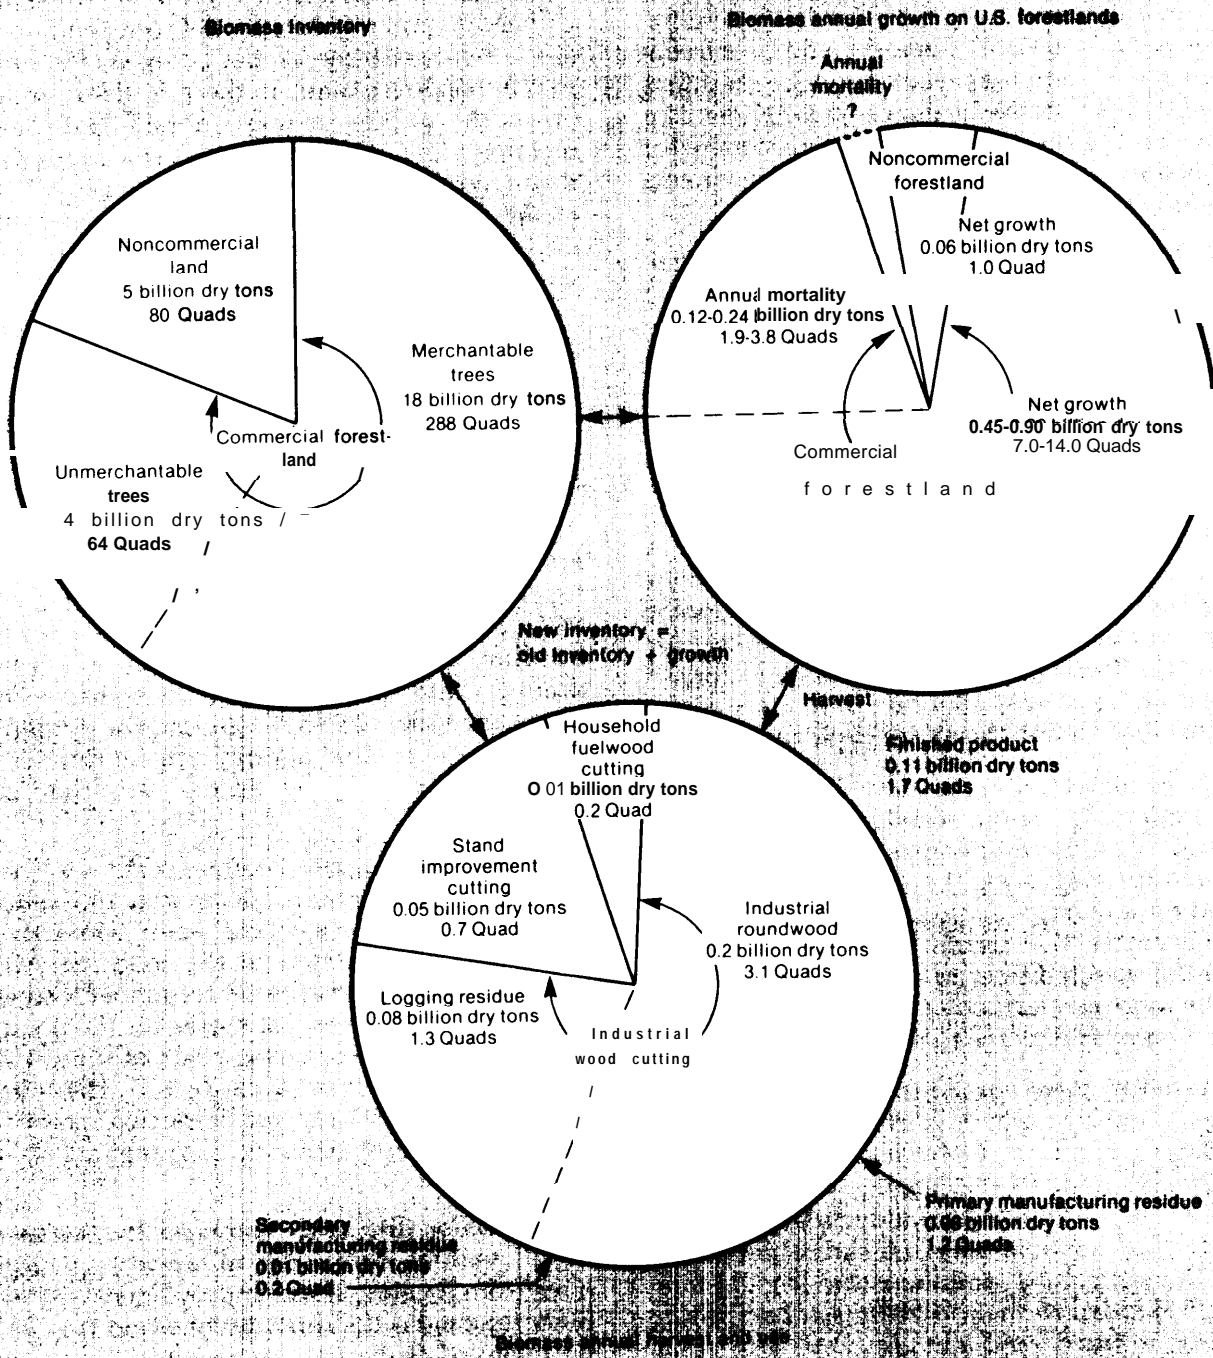 Biomass inventory
Biomass annual growth on U.S. forestlands
Annual
mortality
?
Noncommercial
land
5 billion dry tons
80 Quads
Merchantable
trees
18 billion dry tons
288 Quads
Commercial forest-
land
Unmerchantable
trees
4 billion dry tons
64 Quads
Noncommercial
forestland
Net growth
0.06 billion dry tons
1.0 Quad
Annual mortality
0.12-0.24 billion dry tons
1.9-3.8 Quads
Net growth
0.45-0.90 billion dry tons
7.0-14.0 Quads
Commercial
forestland
New inventory =
old inventory + growth
Harvest
Finished product
0.11 billion dry tons
1.7 Quads
Household
fuelwood
cutting
O 01 billion dry tons
0.2 Quad
Stand
improvement
cutting
0.05 billion dry tons
0.7 Quad
Industrial
roundwood
0.2 billion dry tons
3.1 Quads
Logging residue
0.08 billion dry tons
1.3 Quads
Industrial
wood cutting
Primary manufacturing residue
billion dry tons
1.2 Quads
Secondary
manufacturing residue
0.01 billion dry tons
0.2 Quad
Biomass annual harvest and use